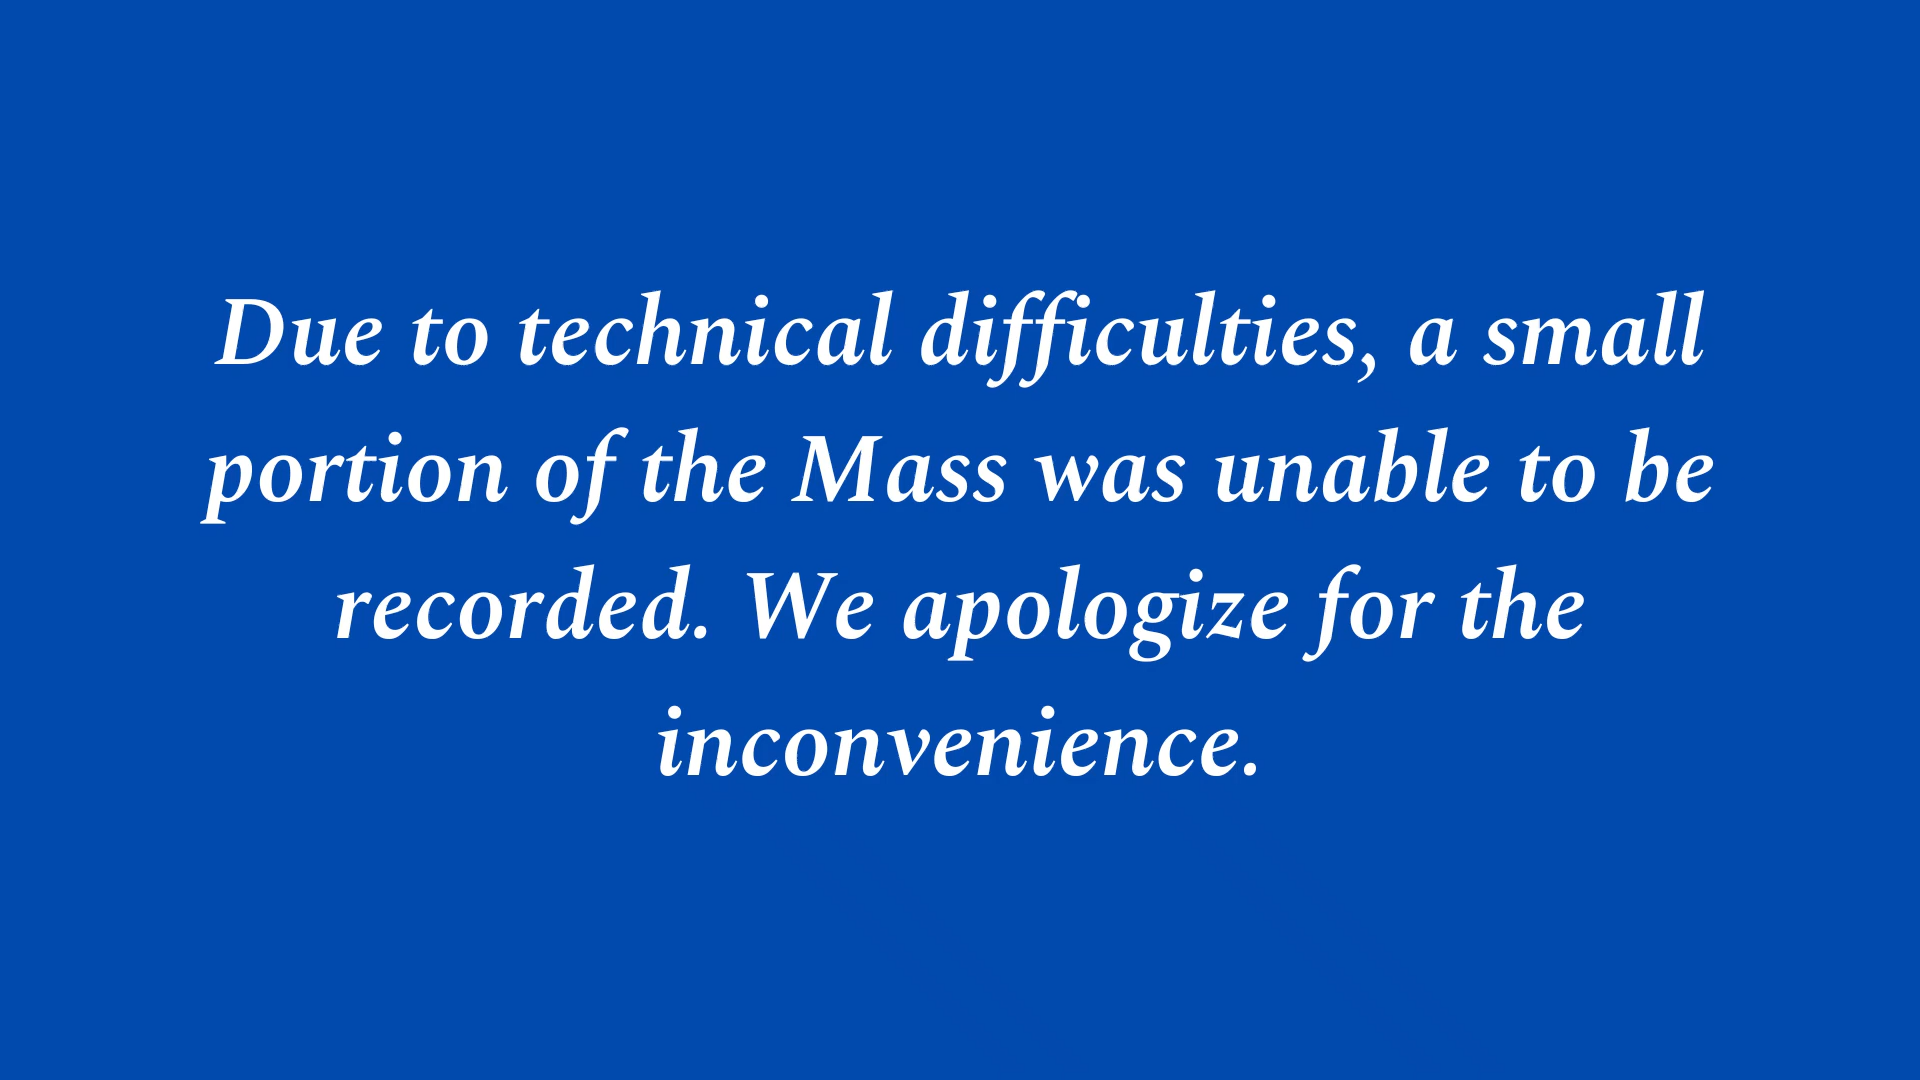 Due to technical difficulties, a small
portion of the Mass was unable to be
recorded. We apologize for the
inconvenience.